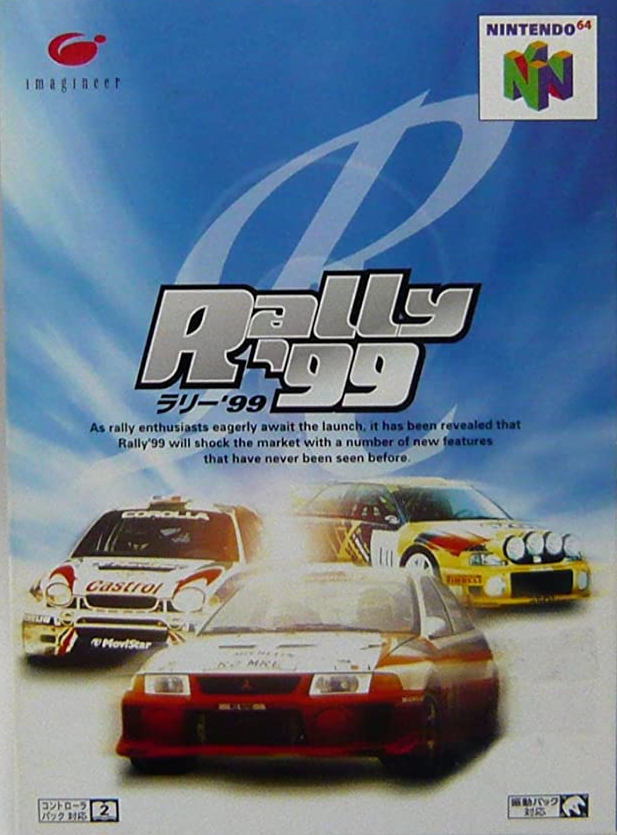 imagineer
NINTENDO64
Rally
'99
ラリー'99
As rally enthusiasts eagerly await the launch, it has been revealed that
Rally'99 will shock the market with a number of new features
that have never been seen before.
COROLLA
Castrol
MoviStar
PIRELLI
MICHELIN
K2 MKL
コントローラ
パック 対応
2
振動パック
対応